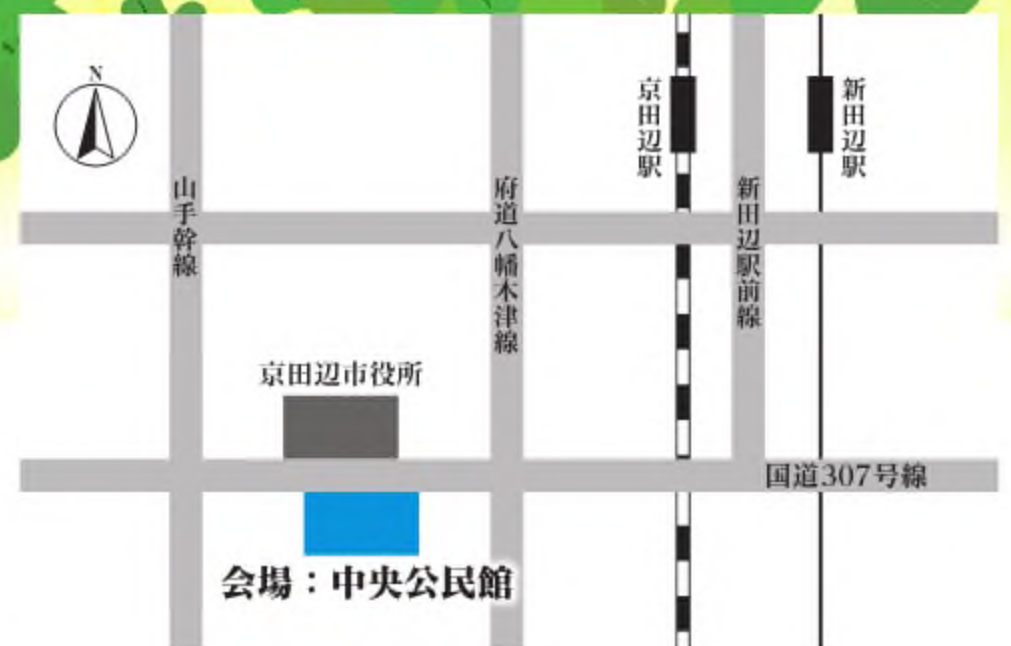 N
京田辺駅
新田辺駅
山手幹線
府道八幡木津線
新田辺駅前線
京田辺市役所
国道307号線
会場：中央公民館